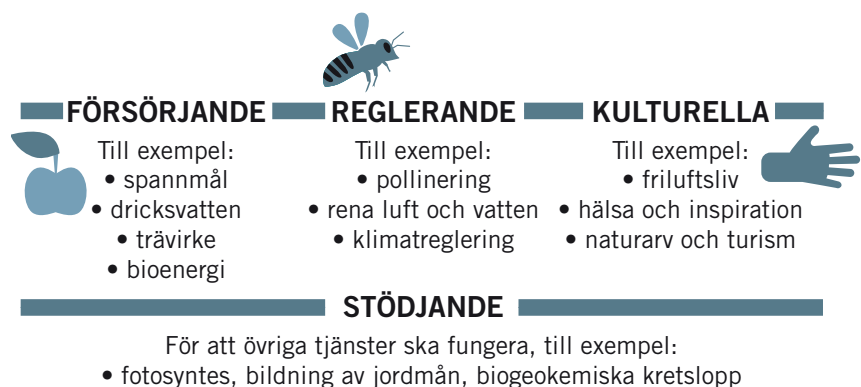 FÖRSÖRJANDE
Till exempel:
• spannmål
• dricksvatten
• trävirke
• bioenergi
REGLERANDE
Till exempel:
• pollinering
• rena luft och vatten
• klimatreglering
KULTURELLA
Till exempel:
• friluftsliv
• hälsa och inspiration
• naturarv och turism
STÖDJANDE
För att övriga tjänster ska fungera, till exempel:
• fotosyntes, bildning av jordmån, biogeokemiska kretslopp